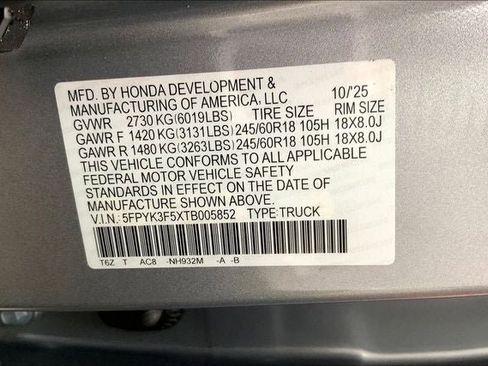 MFD. BY HONDA DEVELOPMENT & 10/'25
MANUFACTURING OF AMERICA, LLC
GVWR 2730 KG(6019LBS) TIRE SIZE RIM SIZE
GAWR F 1420 KG(3131LBS) 245/60R18 105H 18X8.0J
GAWR R 1480 KG(3263LBS) 245/60R18 105H 18X8.0J
THIS VEHICLE CONFORMS TO ALL APPLICABLE
FEDERAL MOTOR VEHICLE SAFETY
STANDARDS IN EFFECT ON THE DATE OF
MANUFACTURE SHOWN ABOVE.
V.I.N.: 5FPYK3F5XTB005852 TYPE:TRUCK
T6Z T AC8 -NH932M -A -B